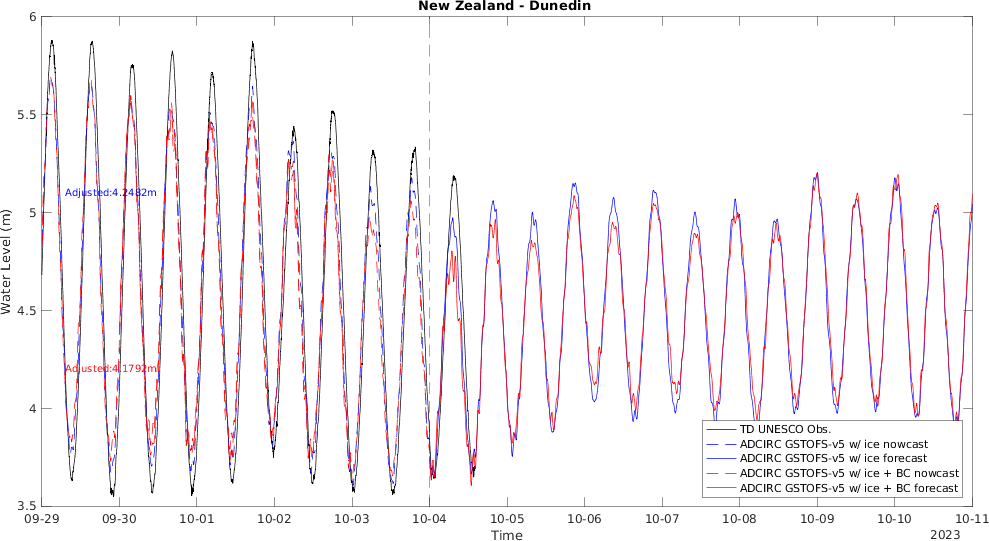 New Zealand - Dunedin
Water Level (m)
6
5.5
5
4.5
4
3.5
Adjusted:4.2482m
Adjusted:4.1792m
TD UNESCO Obs.
ADCIRC GSTOFS-v5 w/ ice nowcast
ADCIRC GSTOFS-v5 w/ ice forecast
ADCIRC GSTOFS-v5 w/ ice + BC nowcast
ADCIRC GSTOFS-v5 w/ ice + BC forecast
09-29 09-30 10-01 10-02 10-03 10-04 10-05 10-06 10-07 10-08 10-09 10-10 10-11
Time
2023